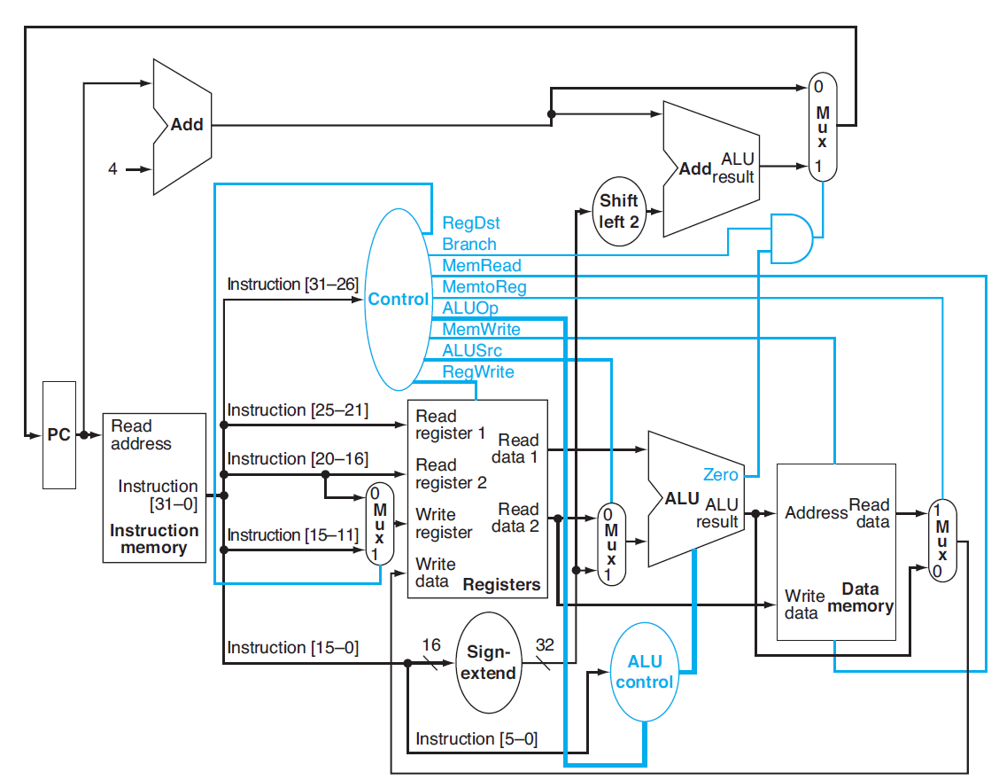 Add
4
0
M
u
x
1
Add
ALU
result
Shift
left 2
RegDst
Branch
MemRead
MemtoReg
ALUOp
MemWrite
ALUSrc
RegWrite
Control
Instruction [31–26]
Instruction [25–21]
Instruction [20–16]
Instruction [15–11]
Instruction [15–0]
PC
Read
address
Instruction
[31–0]
Instruction
memory
0
M
u
x
1
Read
register 1
Read
register 2
Write
register
Write
data
Read
data 1
Read
data 2
Registers
0
M
u
x
1
Zero
ALU
ALU
result
Address
Read
data
Write
data
Data
memory
1
M
u
x
0
16
Sign-
extend
32
ALU
control
Instruction [5–0]